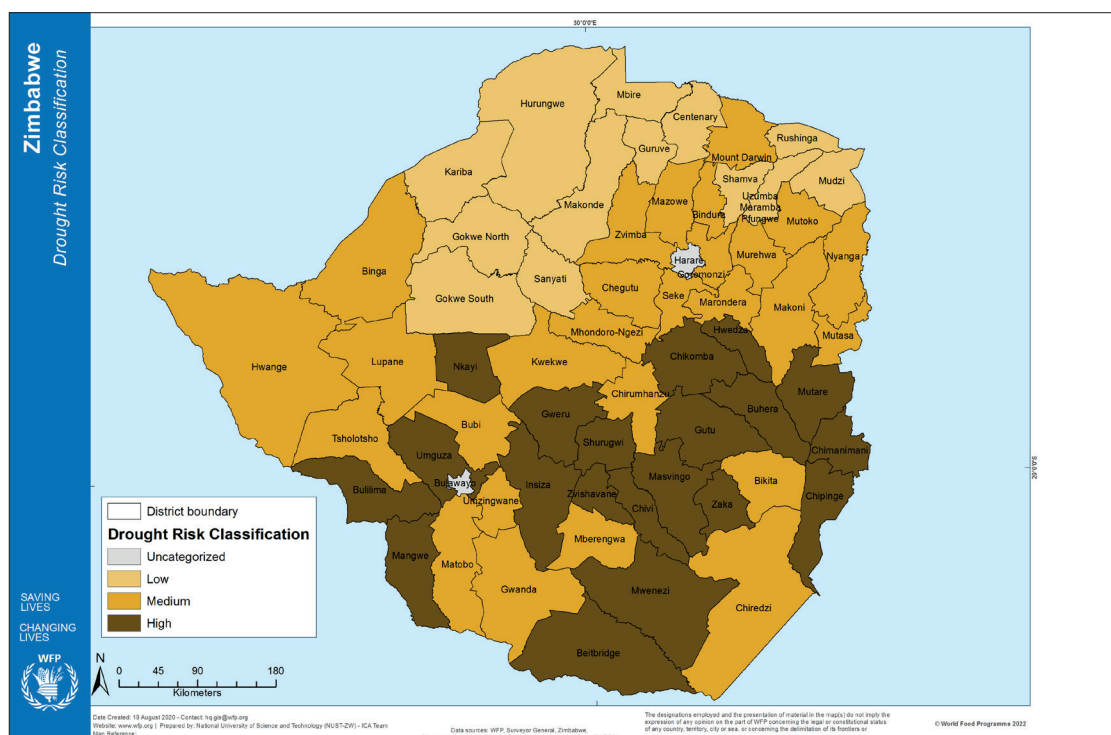 Zimbabwe
Drought Risk Classification
30°0'0"E
20°0'0"S
Hurungwe
Mbire
Centenary
Guruve
Rushinga
Mount Darwin
Kariba
Shamva
Mudzi
Uzumba
Maramba
Pfungwe
Makonde
Mazowe
Bindura
Mutoko
Zvimba
Gokwe North
Harare
Murehwa
Nyanga
Binga
Goromonzi
Sanyati
Chegutu
Seke
Marondera
Gokwe South
Makoni
Mhondoro-Ngezi
Hwedza
Mutasa
Hwange
Lupane
Nkayi
Kwekwe
Chikomba
Chirumhanzu
Mutare
Gweru
Buhera
Bubi
Gutu
Tsholotsho
Shurugwi
Chimanimani
Umguza
Masvingo
Bikita
Bulawayo
Insiza
Bulilima
Zvishavane
Chipinge
Umzingwane
Chivi
Zaka
Mberengwa
Mangwe
Matobo
Gwanda
Mwenezi
Chiredzi
Beitbridge
District boundary
Drought Risk Classification
Uncategorized
Low
Medium
High
SAVING
LIVES
CHANGING
LIVES
WFP
N
0 45 90 180
Kilometers
Date Created: 19 August 2020 - Contact: hq.gis@wfp.org
Website: www.wfp.org | Prepared by: National University of Science and Technology (NUST-ZW) - ICA Team
Map Reference:
Data sources: WFP, Surveyor General, Zimbabwe,
The designations employed and the presentation of material in the map(s) do not imply the
expression of any opinion on the part of WFP concerning the legal or constitutional status
of any country, territory, city or sea, or concerning the delimitation of its frontiers or
© World Food Programme 2022